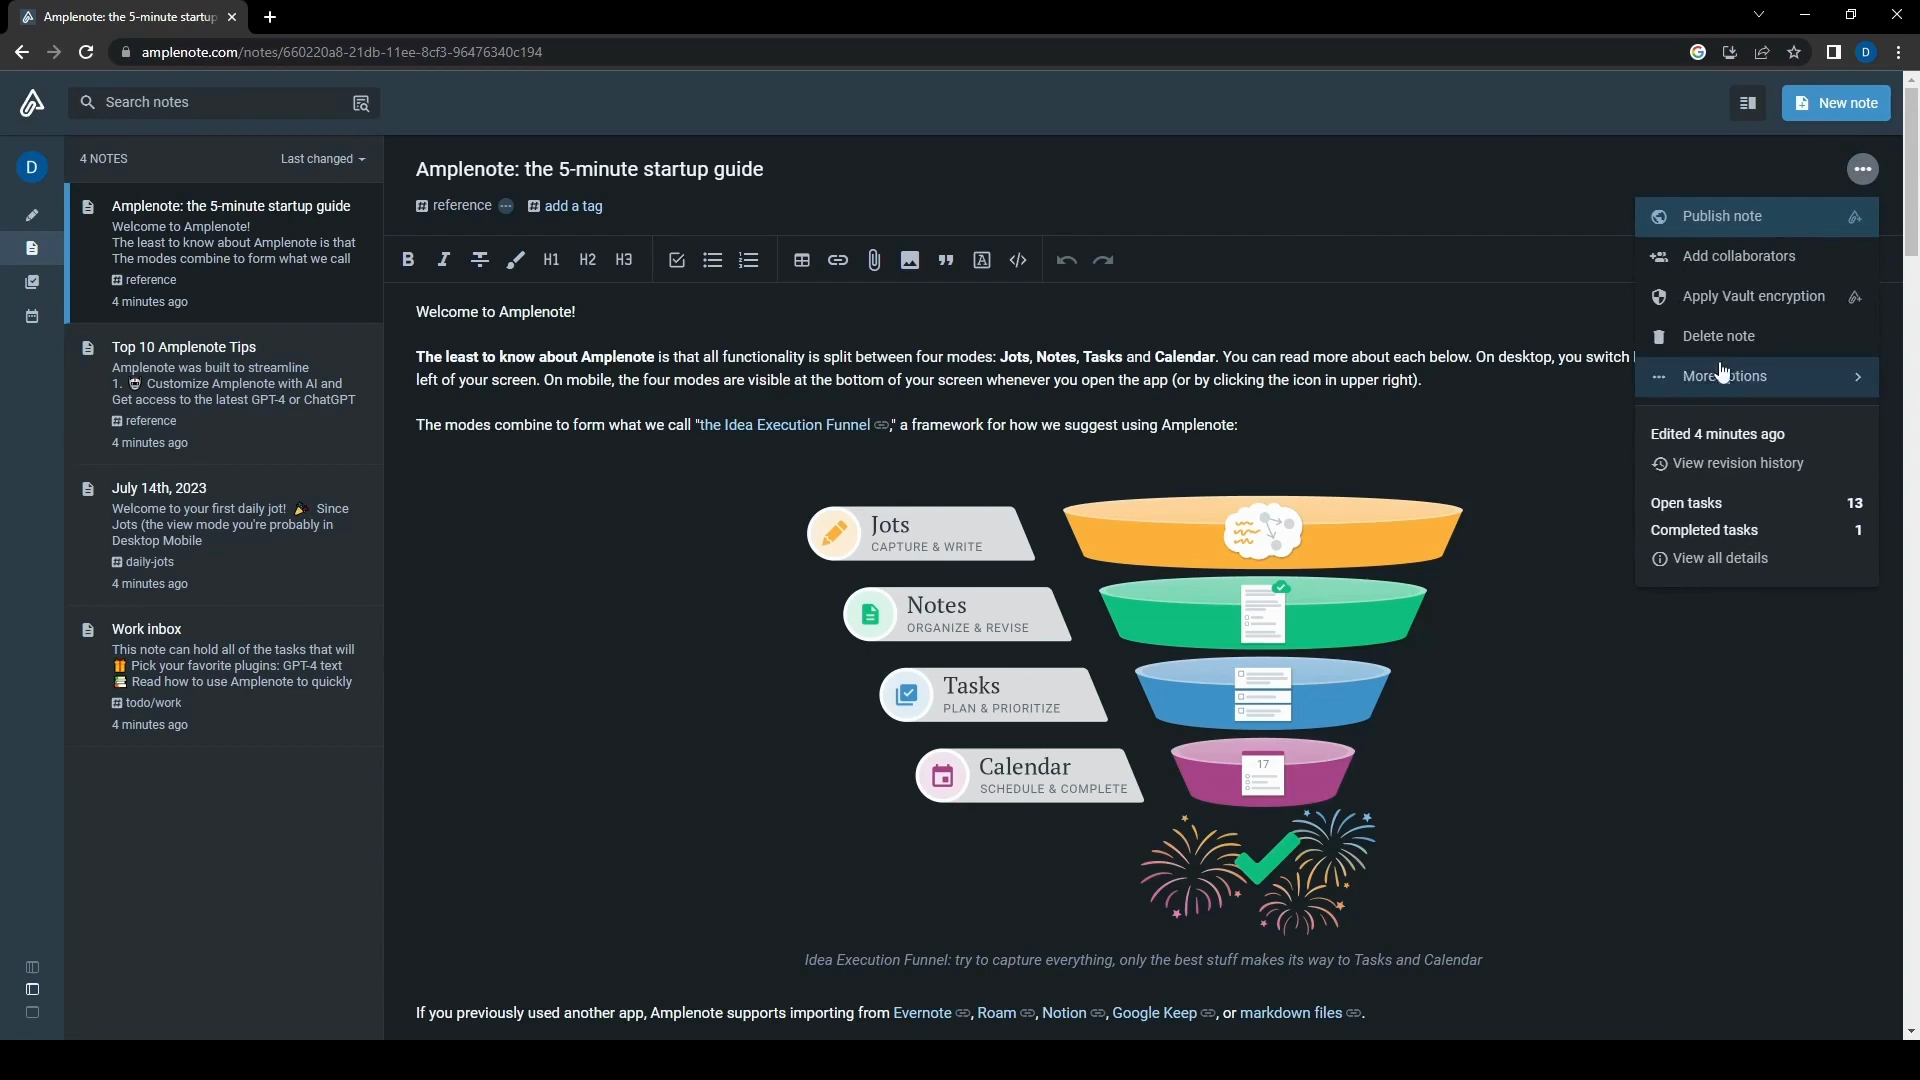 Amplenote: the 5-minute startup
amplenote.com/notes/660220a8-21db-11ee-8cf3-96476340c194
D
Search notes
New note
D
4 NOTES
Last changed
Amplenote: the 5-minute startup guide
Welcome to Amplenote!
The least to know about Amplenote is that
The modes combine to form what we call
reference
4 minutes ago
Top 10 Amplenote Tips
Amplenote was built to streamline
1. Customize Amplenote with AI and
Get access to the latest GPT-4 or ChatGPT
reference
4 minutes ago
July 14th, 2023
Welcome to your first daily jot! Since
Jots (the view mode you're probably in
Desktop Mobile
daily-jots
4 minutes ago
Work inbox
This note can hold all of the tasks that will
Pick your favorite plugins: GPT-4 text
Read how to use Amplenote to quickly
todo/work
4 minutes ago
Amplenote: the 5-minute startup guide
reference
add a tag
B I H1 H2 H3
Welcome to Amplenote!
The least to know about Amplenote is that all functionality is split between four modes: Jots, Notes, Tasks and Calendar. You can read more about each below. On desktop, you switch
left of your screen. On mobile, the four modes are visible at the bottom of your screen whenever you open the app (or by clicking the icon in upper right).
The modes combine to form what we call "the Idea Execution Funnel," a framework for how we suggest using Amplenote:
Jots
CAPTURE & WRITE
Notes
ORGANIZE & REVISE
Tasks
PLAN & PRIORITIZE
Calendar
SCHEDULE & COMPLETE
17
Idea Execution Funnel: try to capture everything, only the best stuff makes its way to Tasks and Calendar
If you previously used another app, Amplenote supports importing from Evernote, Roam, Notion, Google Keep, or markdown files.
Publish note
Add collaborators
Apply Vault encryption
Delete note
More options
Edited 4 minutes ago
View revision history
Open tasks 13
Completed tasks 1
View all details